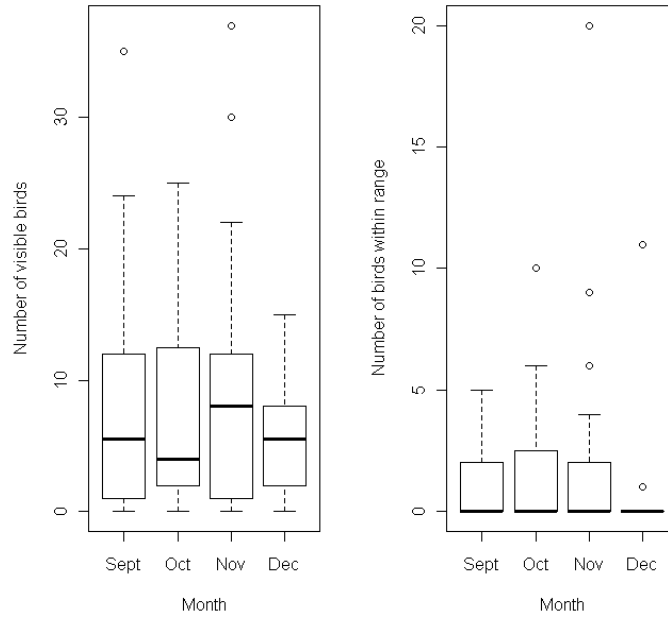 Number of visible birds
0
10
20
30
Sept Oct Nov Dec
Month
Number of birds within range
0
5
10
15
20
Sept Oct Nov Dec
Month